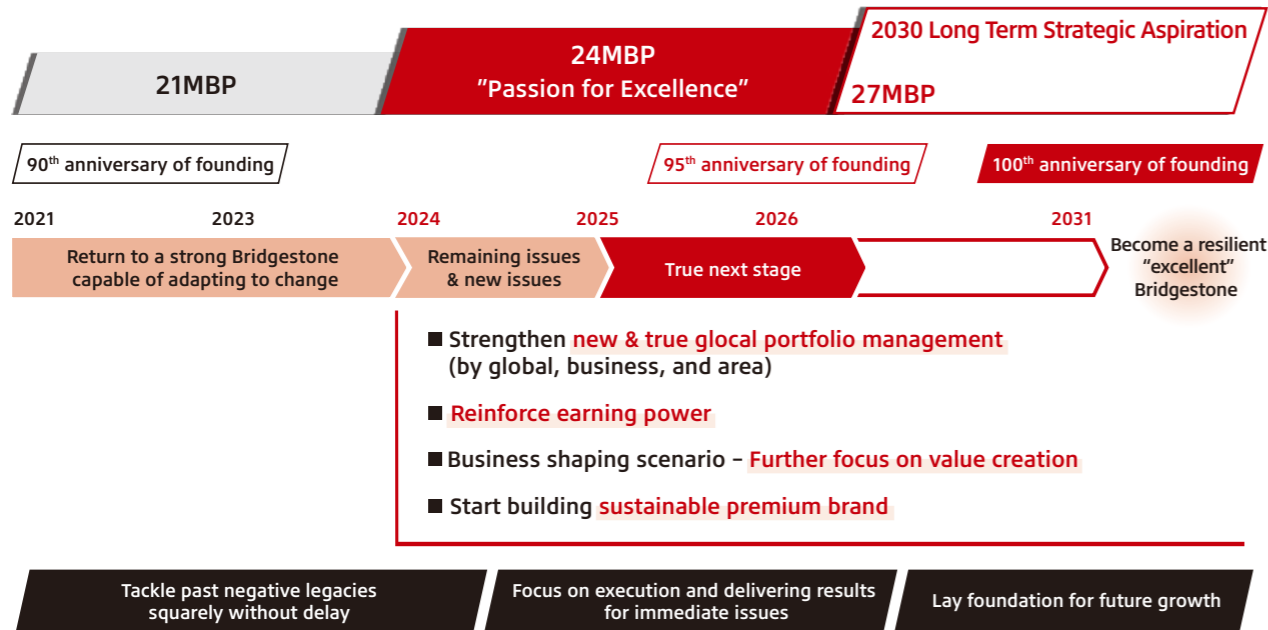 21MBP
24MBP
"Passion for Excellence"
2030 Long Term Strategic Aspiration
27MBP
90th anniversary of founding
95th anniversary of founding
100th anniversary of founding
2021
2023
2024
2025
2026
2031
Return to a strong Bridgestone
capable of adapting to change
Remaining issues
& new issues
True next stage
Become a resilient
"excellent"
Bridgestone
■ Strengthen new & true glocal portfolio management
(by global, business, and area)
■ Reinforce earning power
■ Business shaping scenario – Further focus on value creation
■ Start building sustainable premium brand
Tackle past negative legacies
squarely without delay
Focus on execution and delivering results
for immediate issues
Lay foundation for future growth